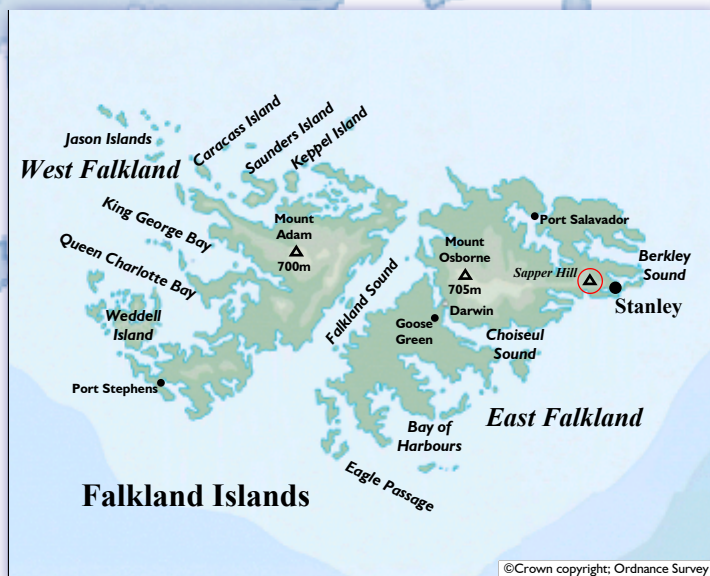 Jason Islands
Caracass Island
Saunders Island
Keppel Island
West Falkland
King George Bay
Mount
Adam
700m
Port Salavador
Queen Charlotte Bay
Falkland Sound
Mount
Osborne
705m
Sapper Hill
Berkley
Sound
Stanley
Weddell
Island
Darwin
Goose
Green
Choiseul
Sound
Port Stephens
East Falkland
Bay of
Harbours
Eagle Passage
Falkland Islands
©Crown copyright; Ordnance Survey